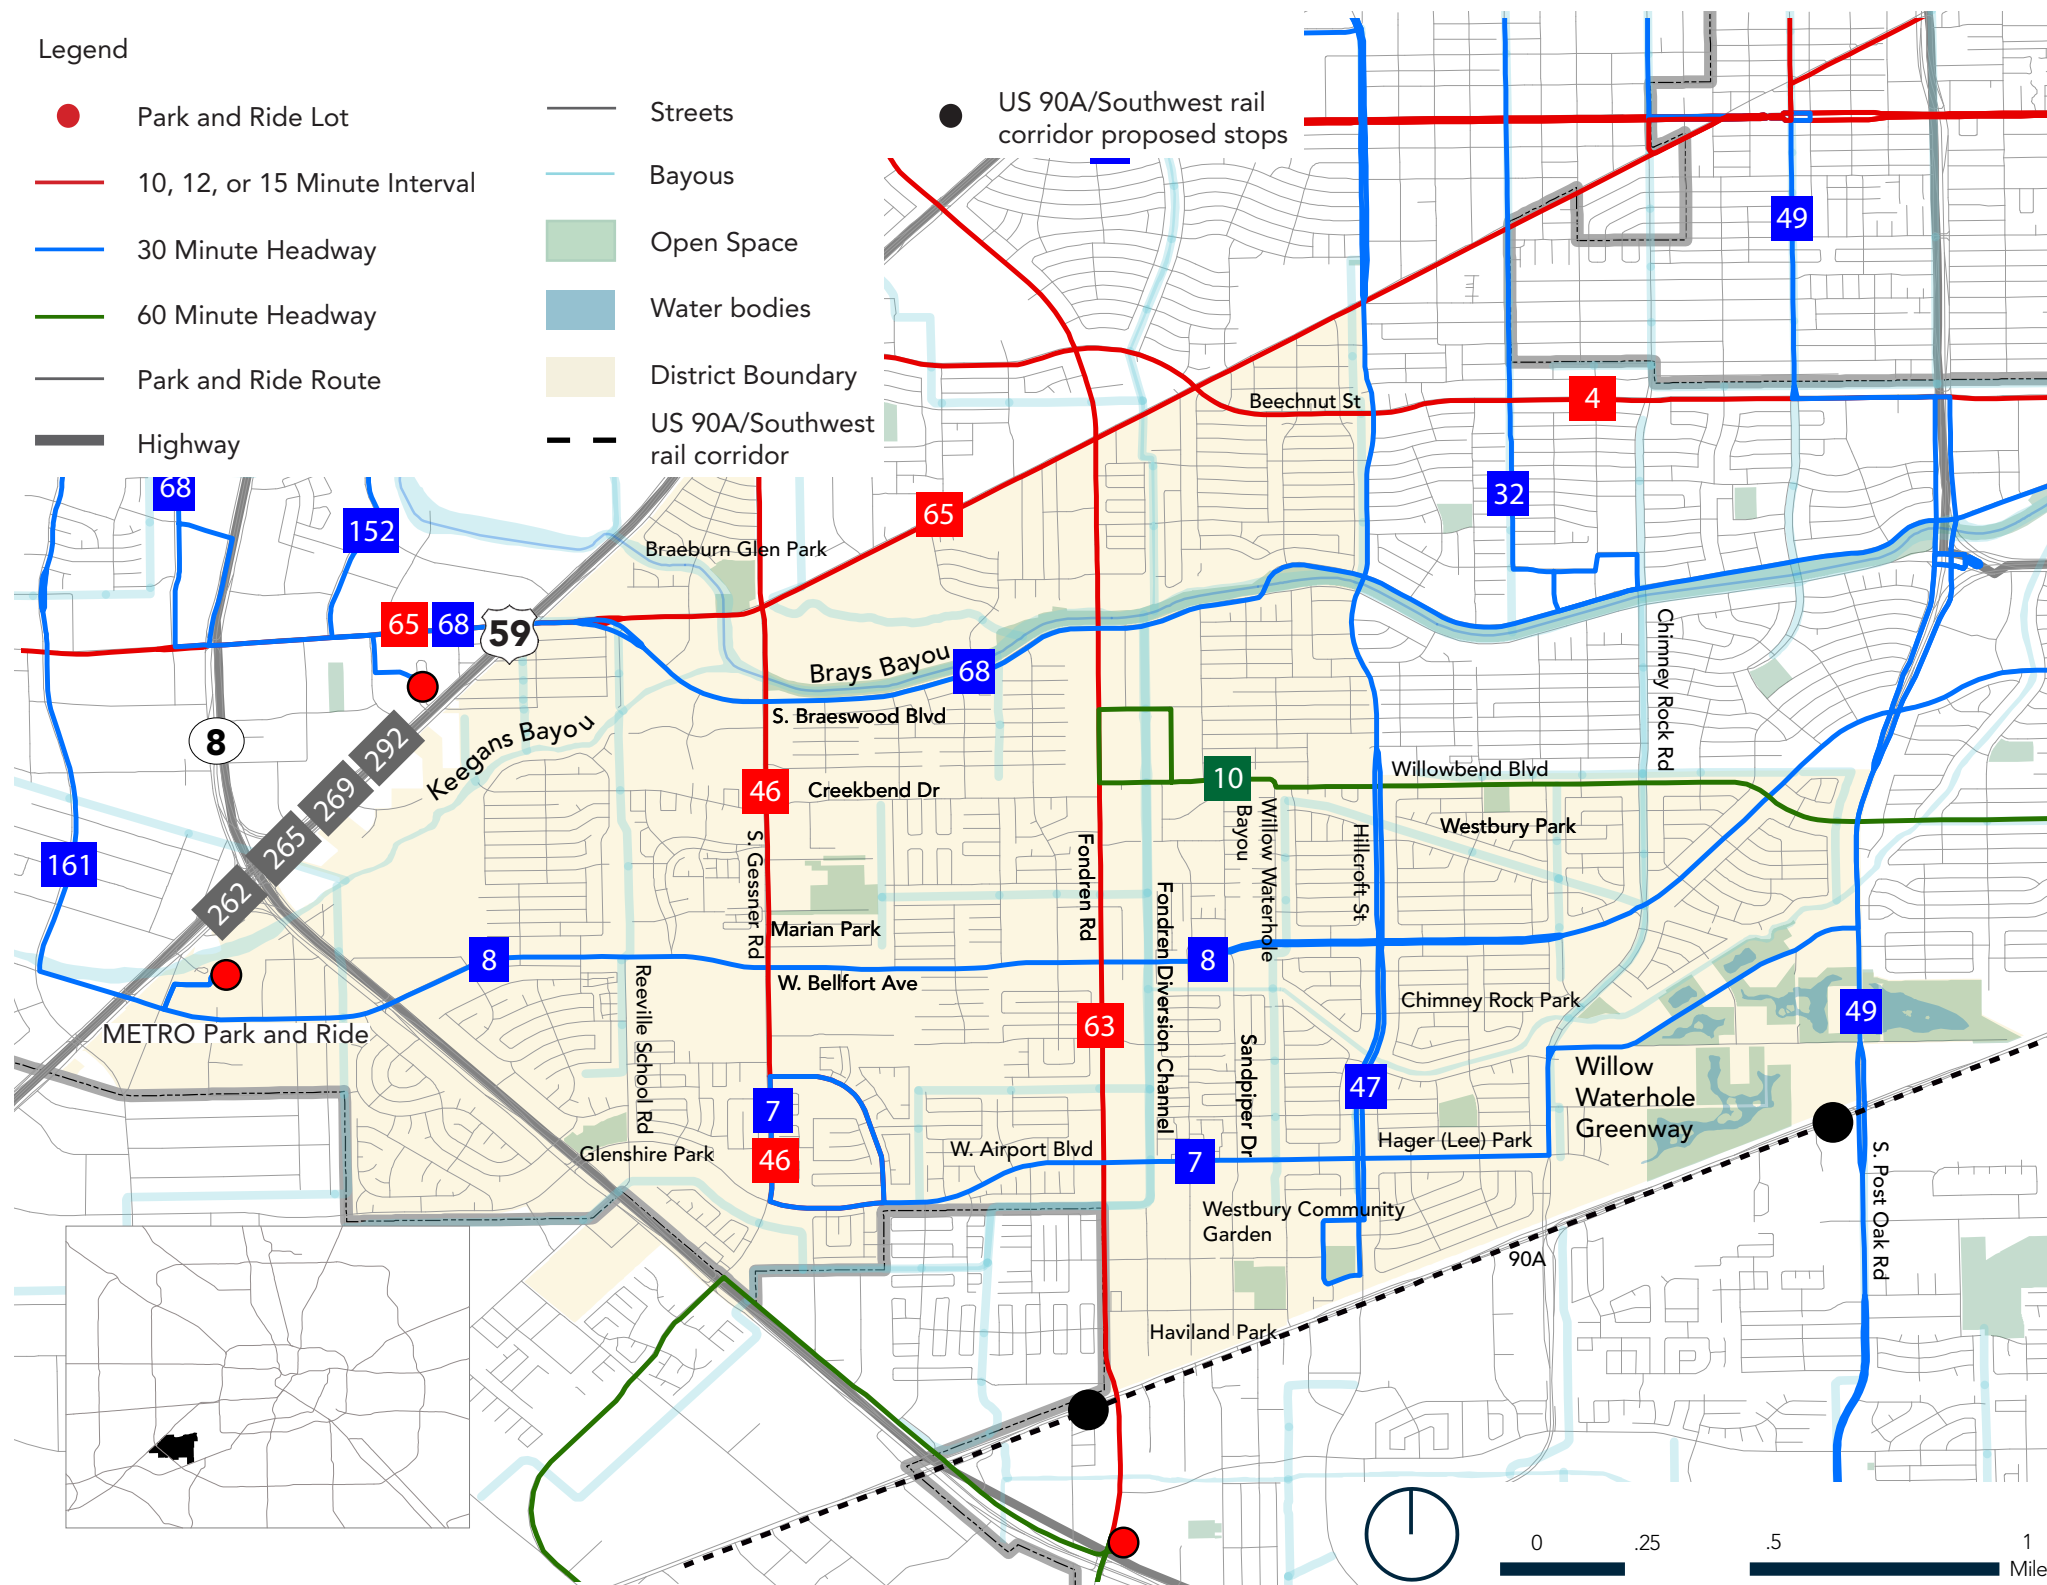 Legend
Park and Ride Lot
10, 12, or 15 Minute Interval
30 Minute Headway
60 Minute Headway
Park and Ride Route
Highway
Streets
Bayous
Open Space
Water bodies
District Boundary
US 90A/Southwest
rail corridor
US 90A/Southwest rail
corridor proposed stops
49
Beechnut St
4
68
152
65
32
Braeburn Glen Park
65
68
59
Brays Bayou
68
S. Braeswood Blvd
Chimney Rock Rd
8
Keegans Bayou
292
269
265
262
46
Creekbend Dr
10
Willowbend Blvd
Westbury Park
161
S. Gessner Rd
Fondren Rd
Willow Waterhole
Bayou
Hillcroft St
Marian Park
8
W. Bellfort Ave
8
Fondren Diversion Channel
Chimney Rock Park
49
METRO Park and Ride
Reeville School Rd
63
Sandpiper Dr
47
Willow
Waterhole
Greenway
7
46
Glenshire Park
W. Airport Blvd
7
Hager (Lee) Park
S. Post Oak Rd
Westbury Community
Garden
90A
Haviland Park
0
.25
.5
1
Mile